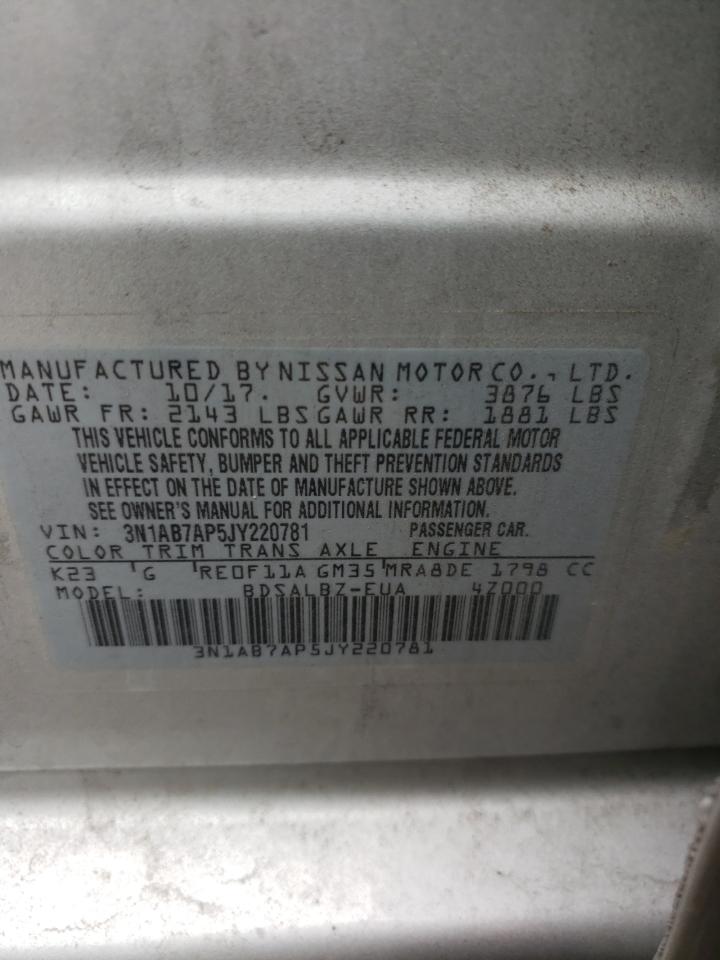 MANUFACTURED BY NISSAN MOTOR CO., LTD.
DATE: 10/17. GVWR: 3876 LBS
GAWR FR: 2143 LBS GAWR RR: 1881 LBS
THIS VEHICLE CONFORMS TO ALL APPLICABLE FEDERAL MOTOR
VEHICLE SAFETY, BUMPER AND THEFT PREVENTION STANDARDS
IN EFFECT ON THE DATE OF MANUFACTURE SHOWN ABOVE.
SEE OWNER'S MANUAL FOR ADDITIONAL INFORMATION.
VIN: 3N1AB7AP5JY220781 PASSENGER CAR.
COLOR TRIM TRANS AXLE ENGINE
K23 G RE0F11A GM35 MRA8DE 1798 CC
MODEL: BDSALBZ-EUA 4Z000
3N1AB7AP5JY220781